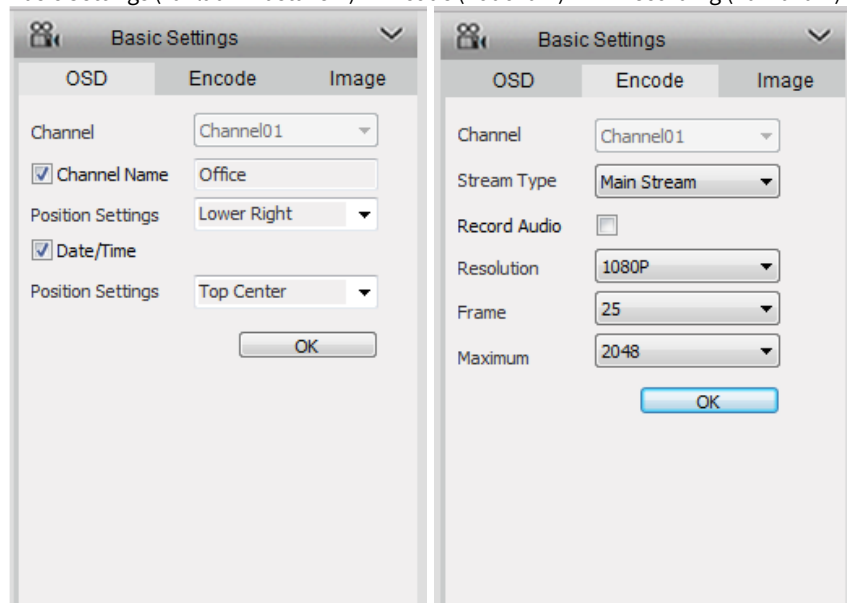 Basic Settings
OSD Encode Image
Channel Channel01
Channel Name Office
Position Settings Lower Right
Date/Time
Position Settings Top Center
OK
Basic Settings
OSD Encode Image
Channel Channel01
Stream Type Main Stream
Record Audio
Resolution 1080P
Frame 25
Maximum 2048
OK